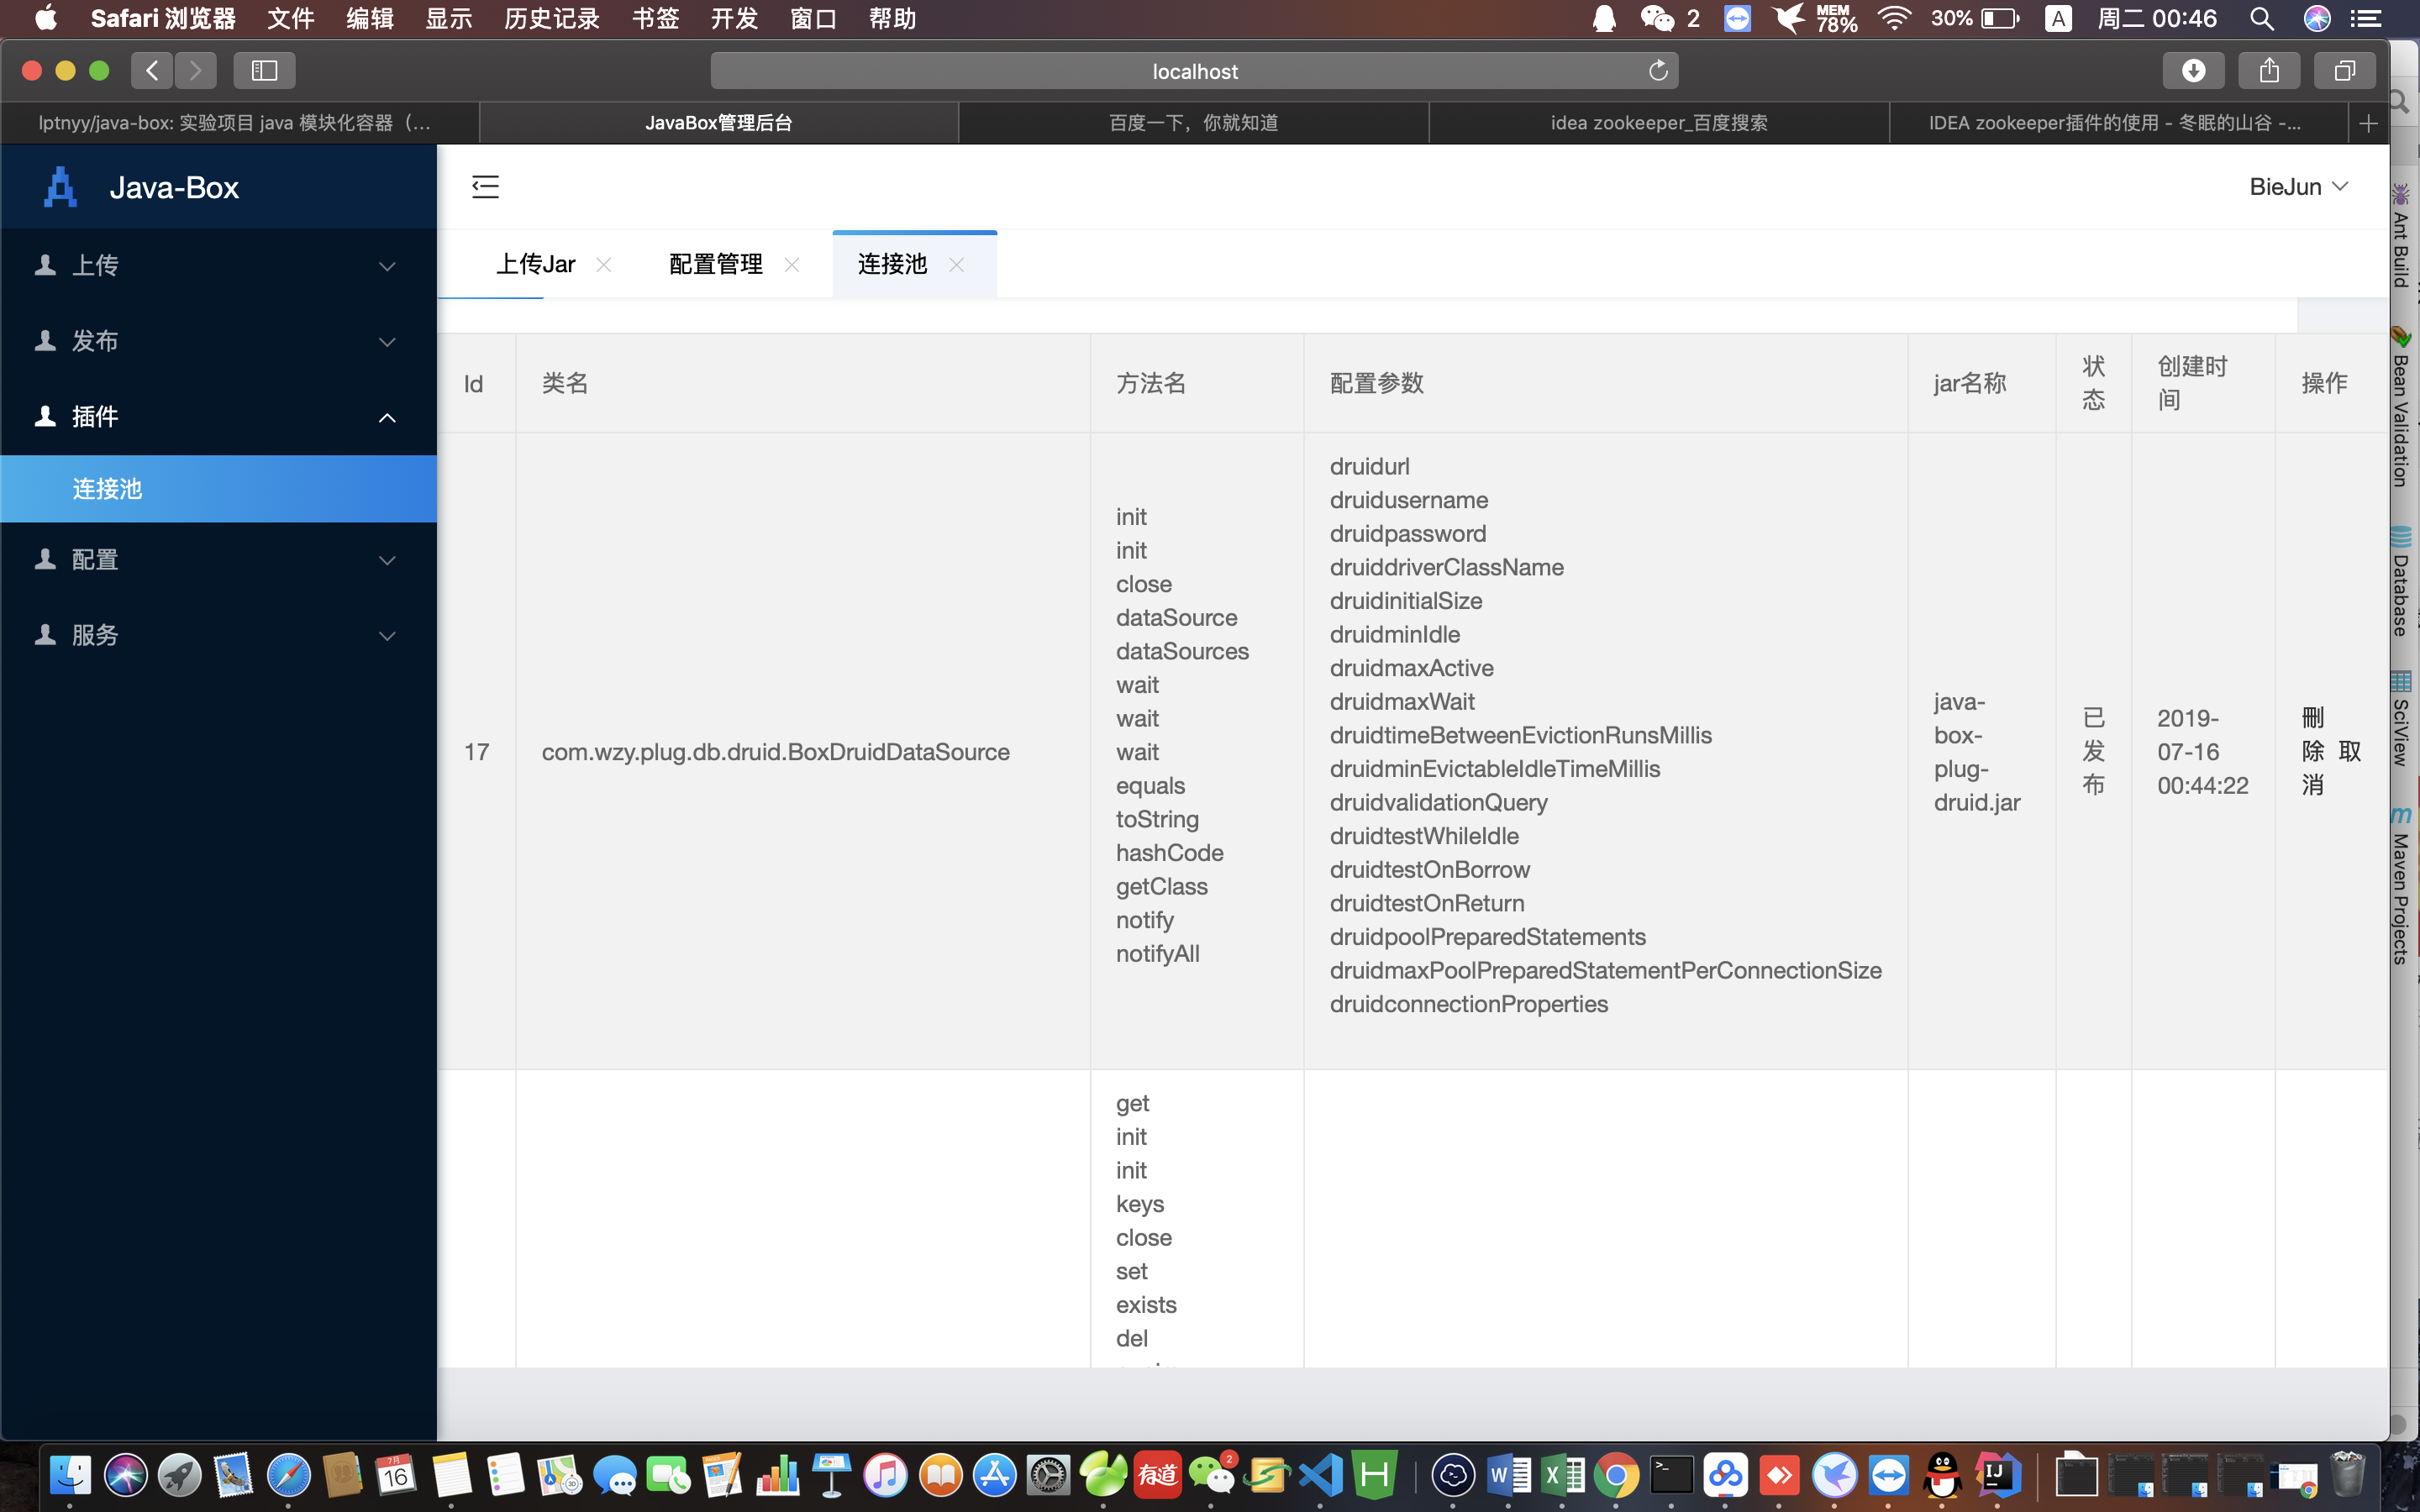 Safari 浏览器 文件 编辑 显示 历史记录 书签 开发 窗口 帮助 2 MEM 78% 30% A 周二 00:46
localhost
lptnyy/java-box: 实验项目 java 模块化容器（... JavaBox管理后台 百度一下，你就知道 idea zookeeper_百度搜索 IDEA zookeeper插件的使用 - 冬眠的山谷 -...
Java-Box
BieJun
上传Jar 配置管理 连接池
上传
发布
插件
连接池
配置
服务
Id 类名 方法名 配置参数 jar名称 状态 创建时间 操作
17
com.wzy.plug.db.druid.BoxDruidDataSource
init
init
close
dataSource
dataSources
wait
wait
wait
equals
toString
hashCode
getClass
notify
notifyAll
druidurl
druidusername
druidpassword
druiddriverClassName
druidinitialSize
druidminIdle
druidmaxActive
druidmaxWait
druidtimeBetweenEvictionRunsMillis
druidminEvictableIdleTimeMillis
druidvalidationQuery
druidtestWhileIdle
druidtestOnBorrow
druidtestOnReturn
druidpoolPreparedStatements
druidmaxPoolPreparedStatementPerConnectionSize
druidconnectionProperties
java-
box-
plug-
druid.jar
已
发
布
2019-
07-16
00:44:22
刪
除 取
消
get
init
init
keys
close
set
exists
del
Ant Build
Bean Validation
Database
SciView
Maven Projects
7月
16
有道
2